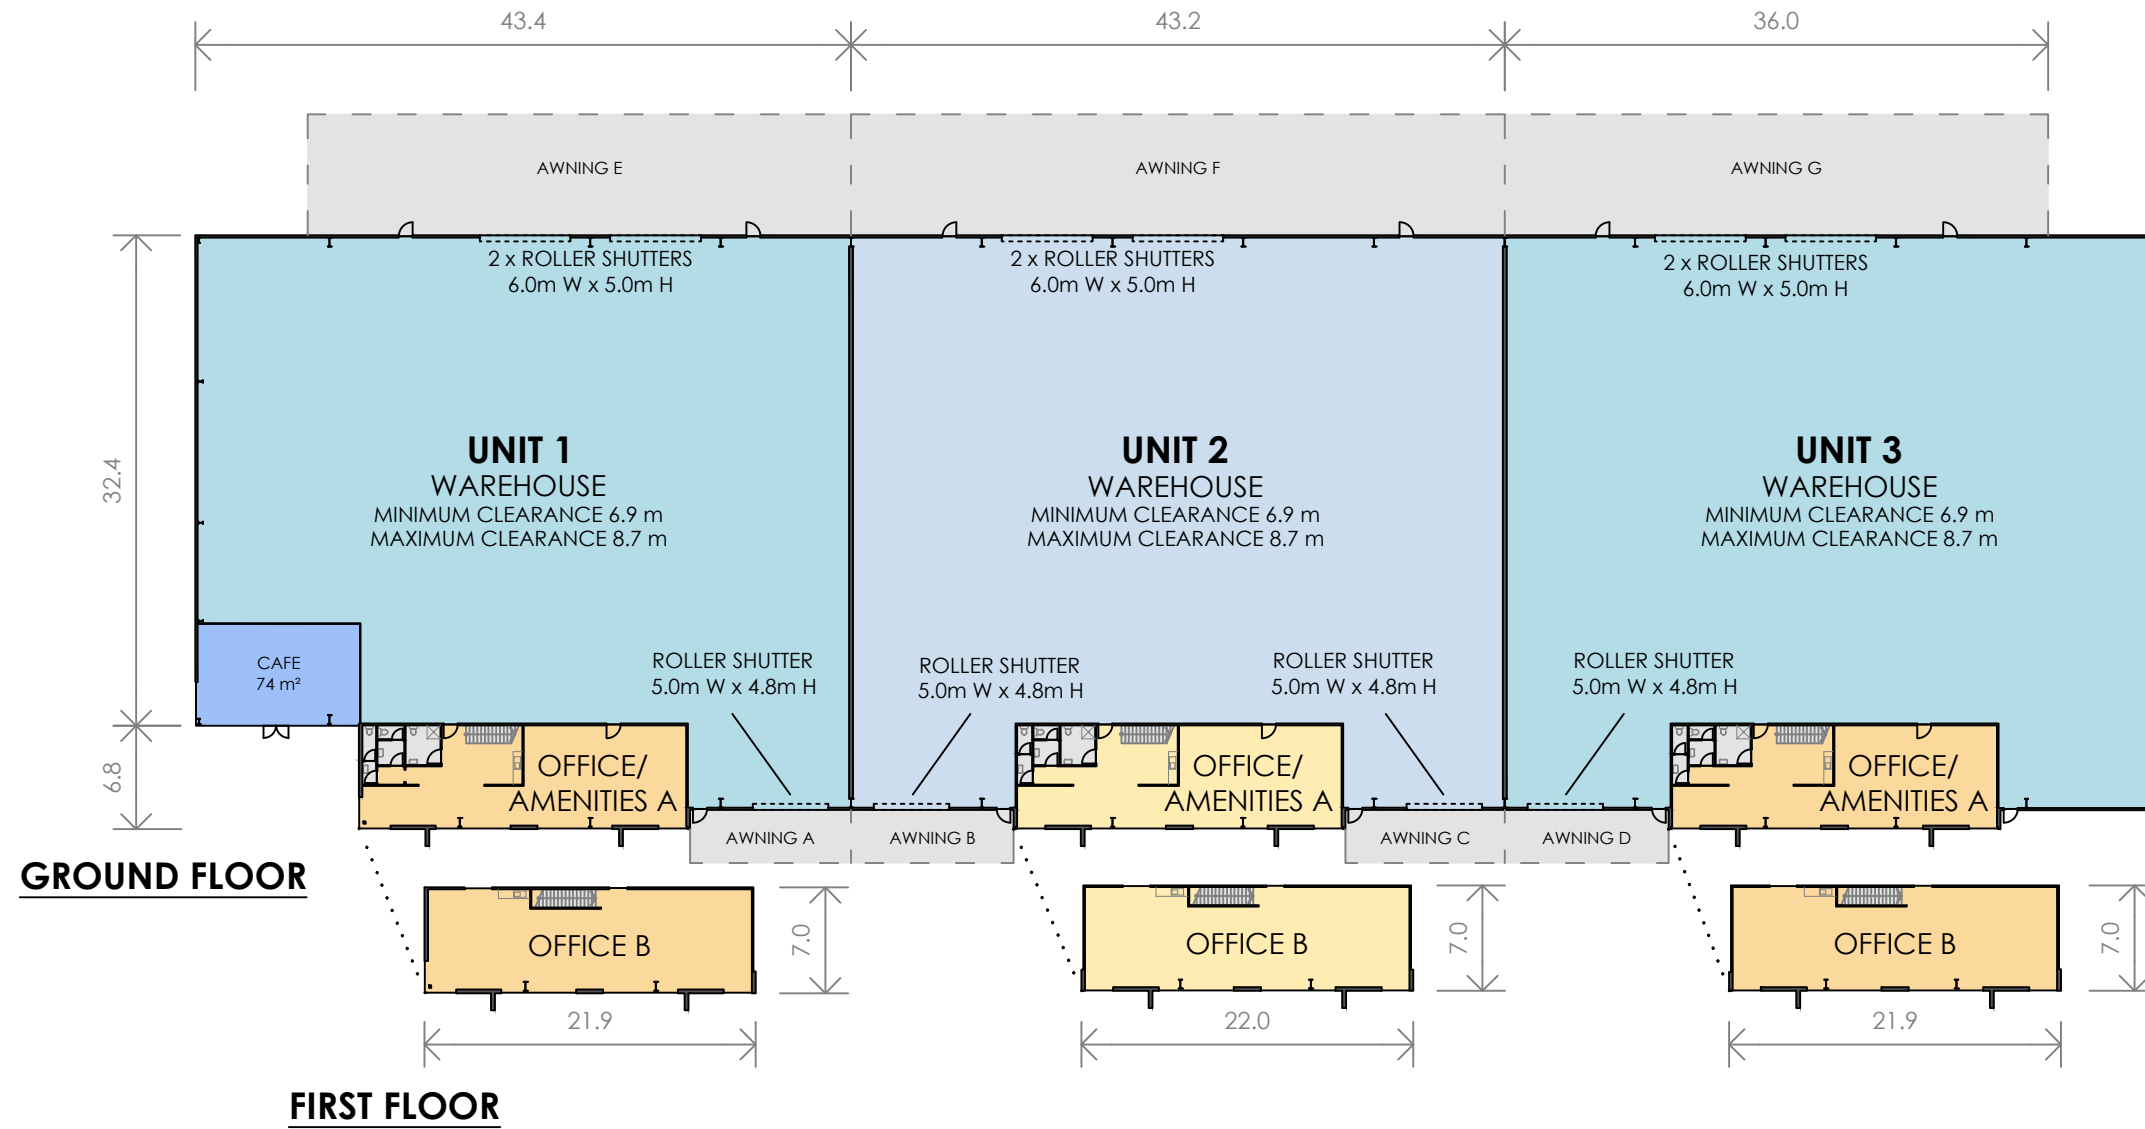 43.4
43.2
36.0
AWNING E
AWNING F
AWNING G
2 x ROLLER SHUTTERS
6.0m W x 5.0m H
2 x ROLLER SHUTTERS
6.0m W x 5.0m H
2 x ROLLER SHUTTERS
6.0m W x 5.0m H
32.4
UNIT 1
WAREHOUSE
MINIMUM CLEARANCE 6.9 m
MAXIMUM CLEARANCE 8.7 m
UNIT 2
WAREHOUSE
MINIMUM CLEARANCE 6.9 m
MAXIMUM CLEARANCE 8.7 m
UNIT 3
WAREHOUSE
MINIMUM CLEARANCE 6.9 m
MAXIMUM CLEARANCE 8.7 m
CAFE
74 m²
ROLLER SHUTTER
5.0m W x 4.8m H
ROLLER SHUTTER
5.0m W x 4.8m H
ROLLER SHUTTER
5.0m W x 4.8m H
ROLLER SHUTTER
5.0m W x 4.8m H
6.8
OFFICE/
AMENITIES A
OFFICE/
AMENITIES A
OFFICE/
AMENITIES A
AWNING A
AWNING B
AWNING C
AWNING D
GROUND FLOOR
OFFICE B
7.0
OFFICE B
7.0
OFFICE B
7.0
21.9
22.0
21.9
FIRST FLOOR